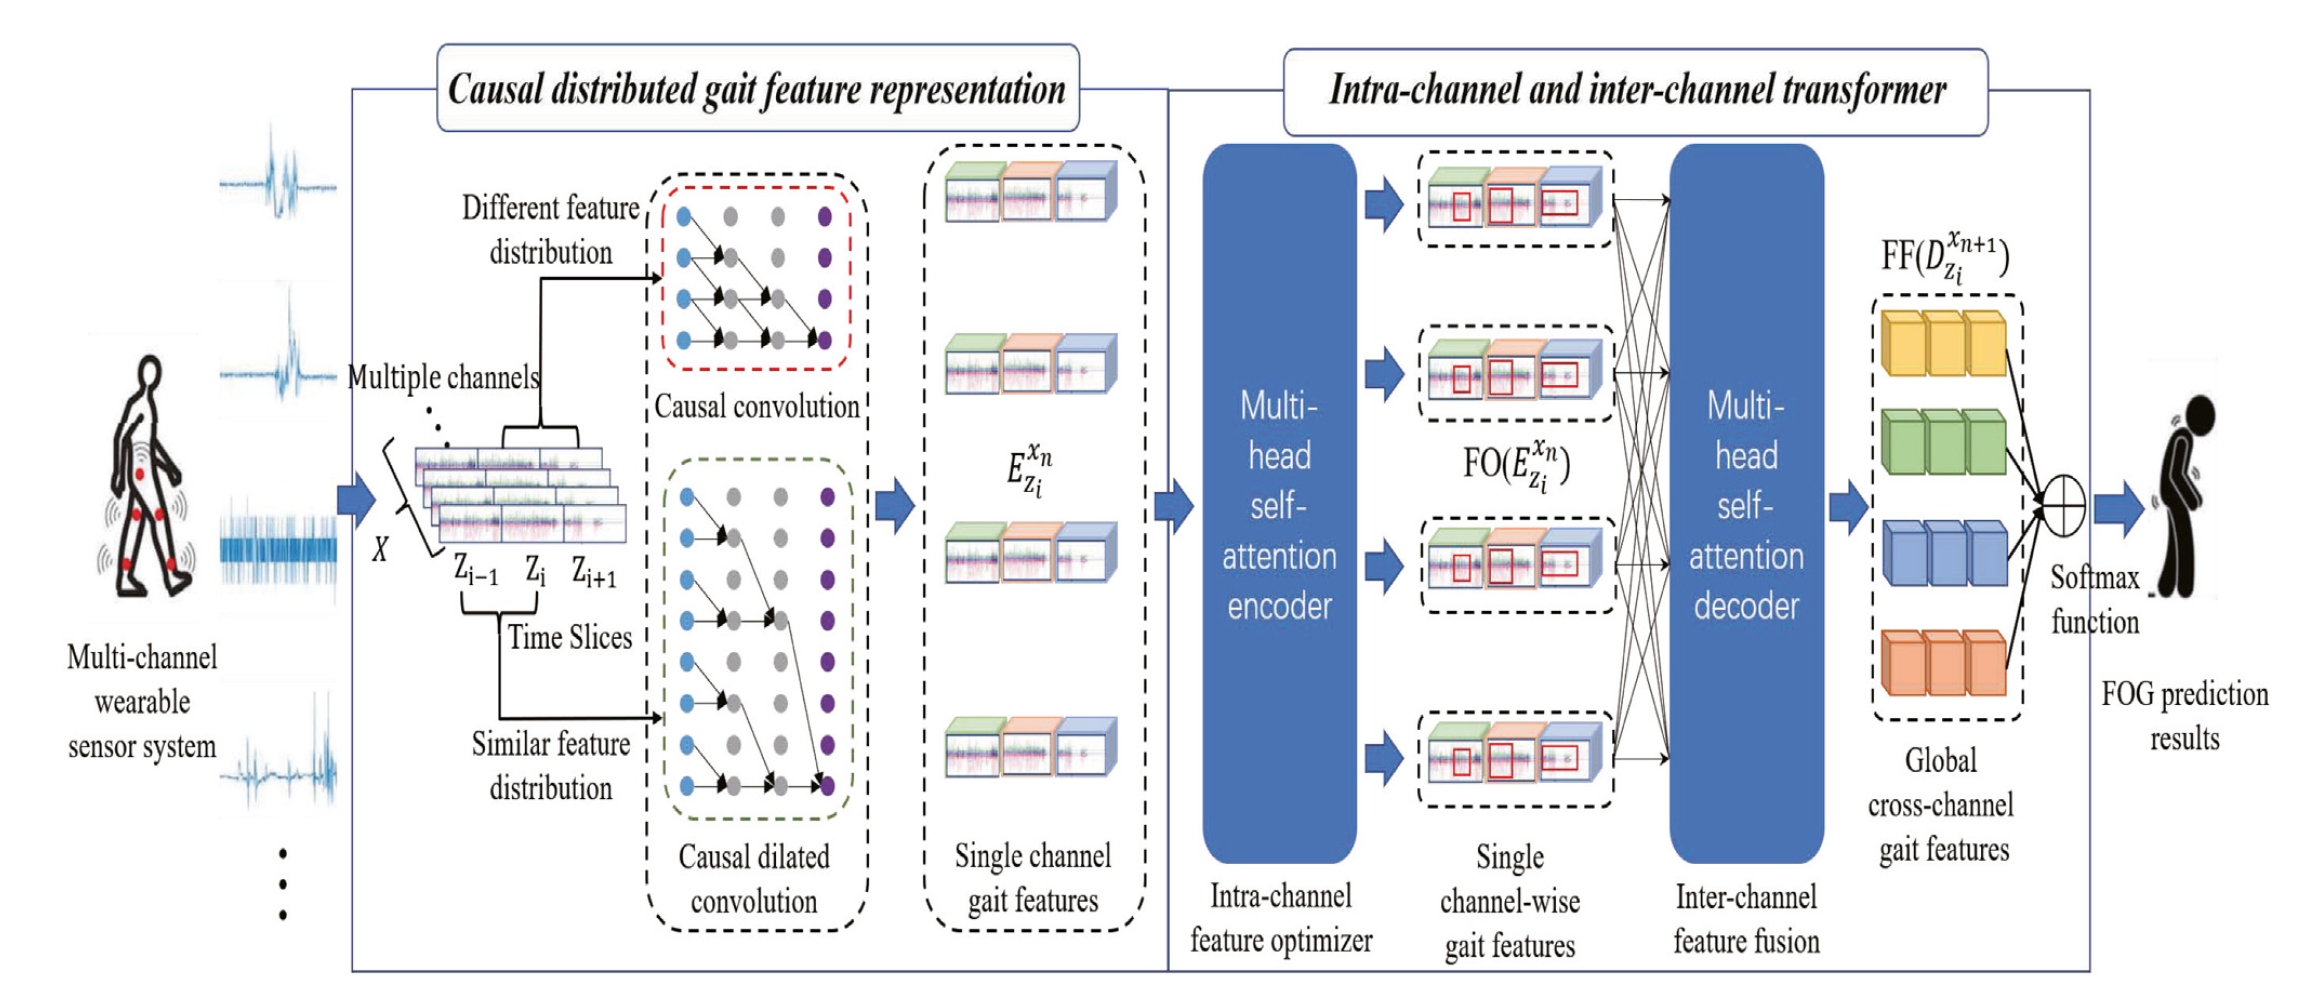 Causal distributed gait feature representation
Intra-channel and inter-channel transformer
Multi-channel
wearable
sensor system
Multiple channels
X
Z_{i−1} Z_i Z_{i+1}
Time Slices
Different feature
distribution
Similar feature
distribution
Causal convolution
Causal dilated
convolution
E_{z_i}^{x_n}
Single channel
gait features
Multi-
head
self-
attention
encoder
Intra-channel
feature optimizer
FO(E_{z_i}^{x_n})
Single
channel-wise
gait features
Multi-
head
self-
attention
decoder
Inter-channel
feature fusion
FF(D_{z_i}^{x_{n+1}})
Global
cross-channel
gait features
Softmax
function
FOG prediction
results